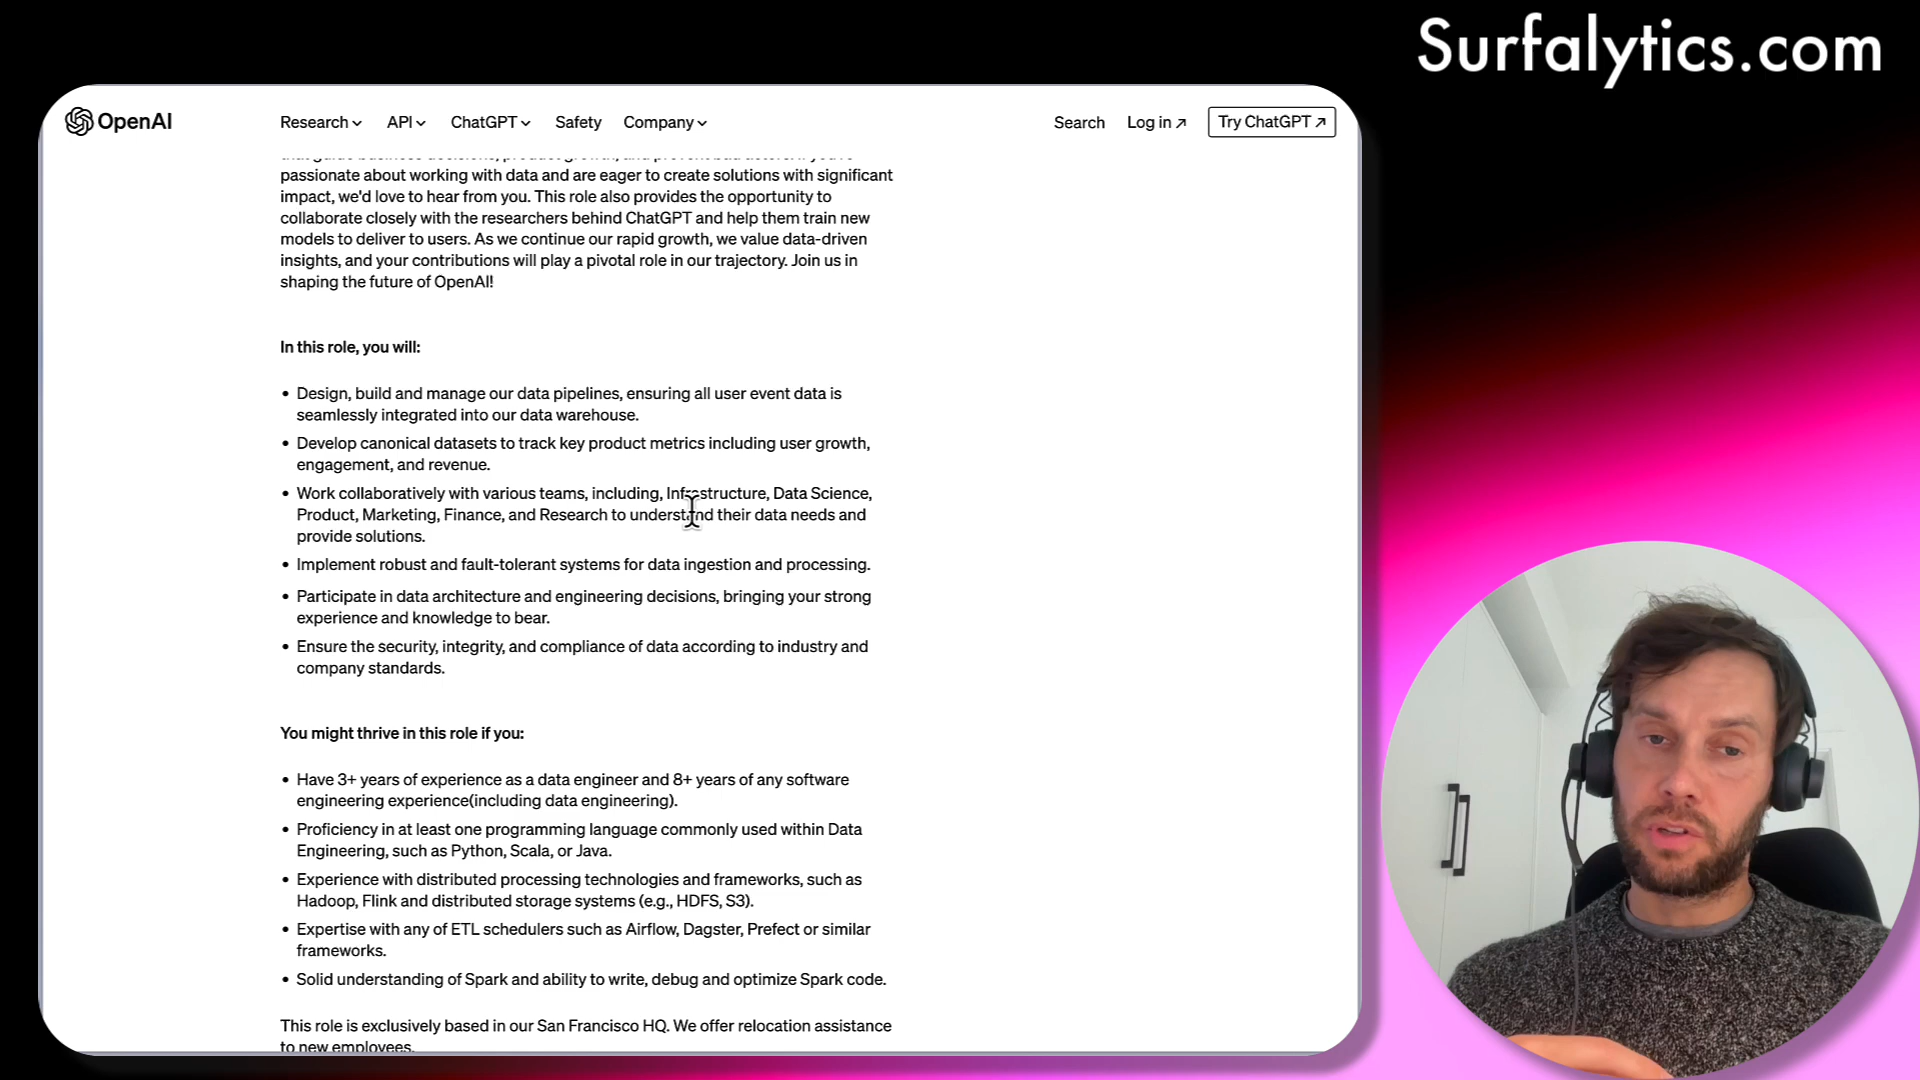 Surfalytics.com
OpenAI
Research API ChatGPT Safety Company Search Log in ↗ Try ChatGPT ↗
that guide business decisions, product growth, and prevent bad actors. If you're
passionate about working with data and are eager to create solutions with significant
impact, we'd love to hear from you. This role also provides the opportunity to
collaborate closely with the researchers behind ChatGPT and help them train new
models to deliver to users. As we continue our rapid growth, we value data-driven
insights, and your contributions will play a pivotal role in our trajectory. Join us in
shaping the future of OpenAI!
In this role, you will:
• Design, build and manage our data pipelines, ensuring all user event data is
seamlessly integrated into our data warehouse.
• Develop canonical datasets to track key product metrics including user growth,
engagement, and revenue.
• Work collaboratively with various teams, including, Infrastructure, Data Science,
Product, Marketing, Finance, and Research to understand their data needs and
provide solutions.
• Implement robust and fault-tolerant systems for data ingestion and processing.
• Participate in data architecture and engineering decisions, bringing your strong
experience and knowledge to bear.
• Ensure the security, integrity, and compliance of data according to industry and
company standards.
You might thrive in this role if you:
• Have 3+ years of experience as a data engineer and 8+ years of any software
engineering experience(including data engineering).
• Proficiency in at least one programming language commonly used within Data
Engineering, such as Python, Scala, or Java.
• Experience with distributed processing technologies and frameworks, such as
Hadoop, Flink and distributed storage systems (e.g., HDFS, S3).
• Expertise with any of ETL schedulers such as Airflow, Dagster, Prefect or similar
frameworks.
• Solid understanding of Spark and ability to write, debug and optimize Spark code.
This role is exclusively based in our San Francisco HQ. We offer relocation assistance
to new employees.